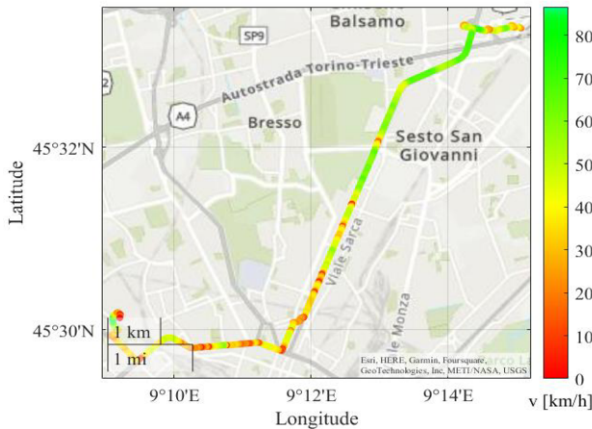 Balsamo
SP9
Autostrada Torino-Trieste
2
A4
Bresso
Sesto San
Giovanni
Viale Sarca
le Monza
1 km
1 mi
Esri, HERE, Garmin, Foursquare,
GeoTechnologies, Inc, METI/NASA, USGS
45°32'N
45°30'N
Latitude
9°10'E
9°12'E
9°14'E
Longitude
80
70
60
50
40
30
20
10
0
v [km/h]